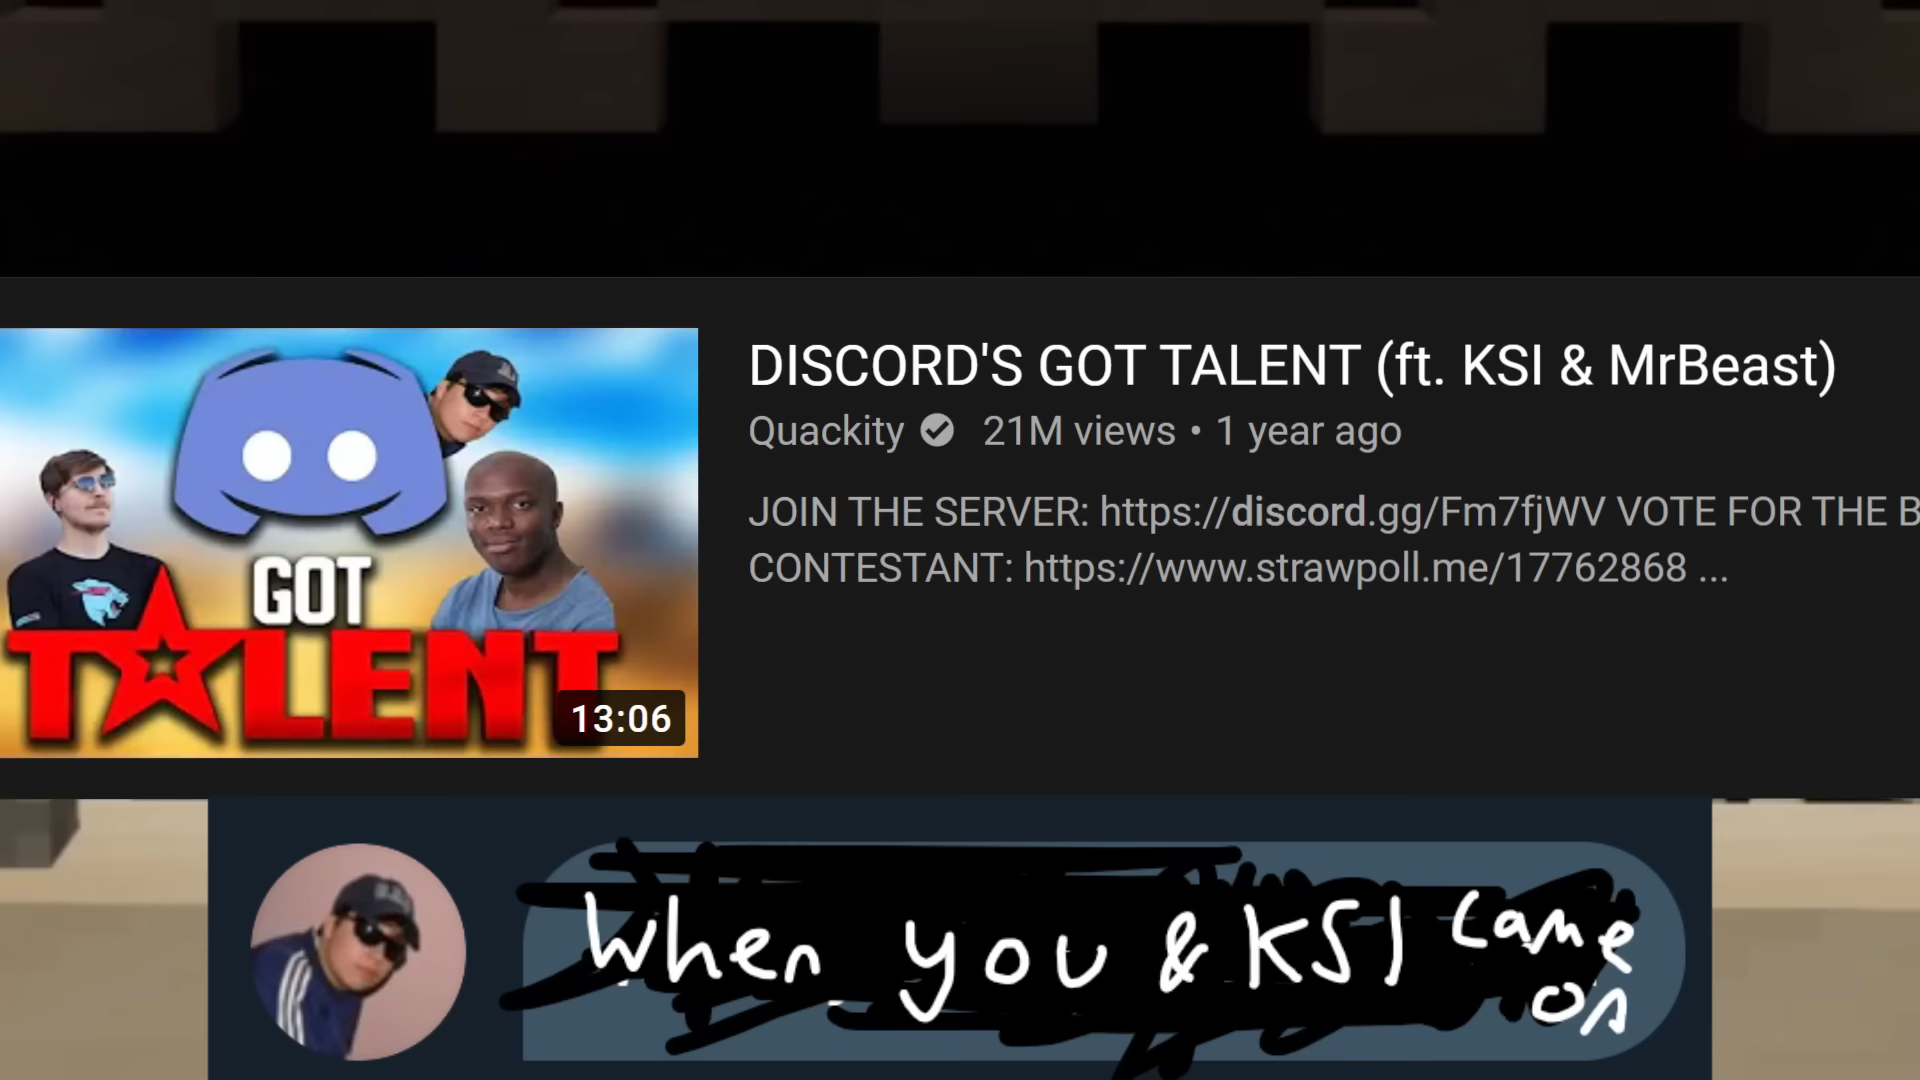 DISCORD'S GOT TALENT (ft. KSI & MrBeast)
Quackity 21M views • 1 year ago
JOIN THE SERVER: https://discord.gg/Fm7fjWV VOTE FOR THE B
CONTESTANT: https://www.strawpoll.me/17762868 ...
GOT
TALENT
13:06
When you & KSI came
on